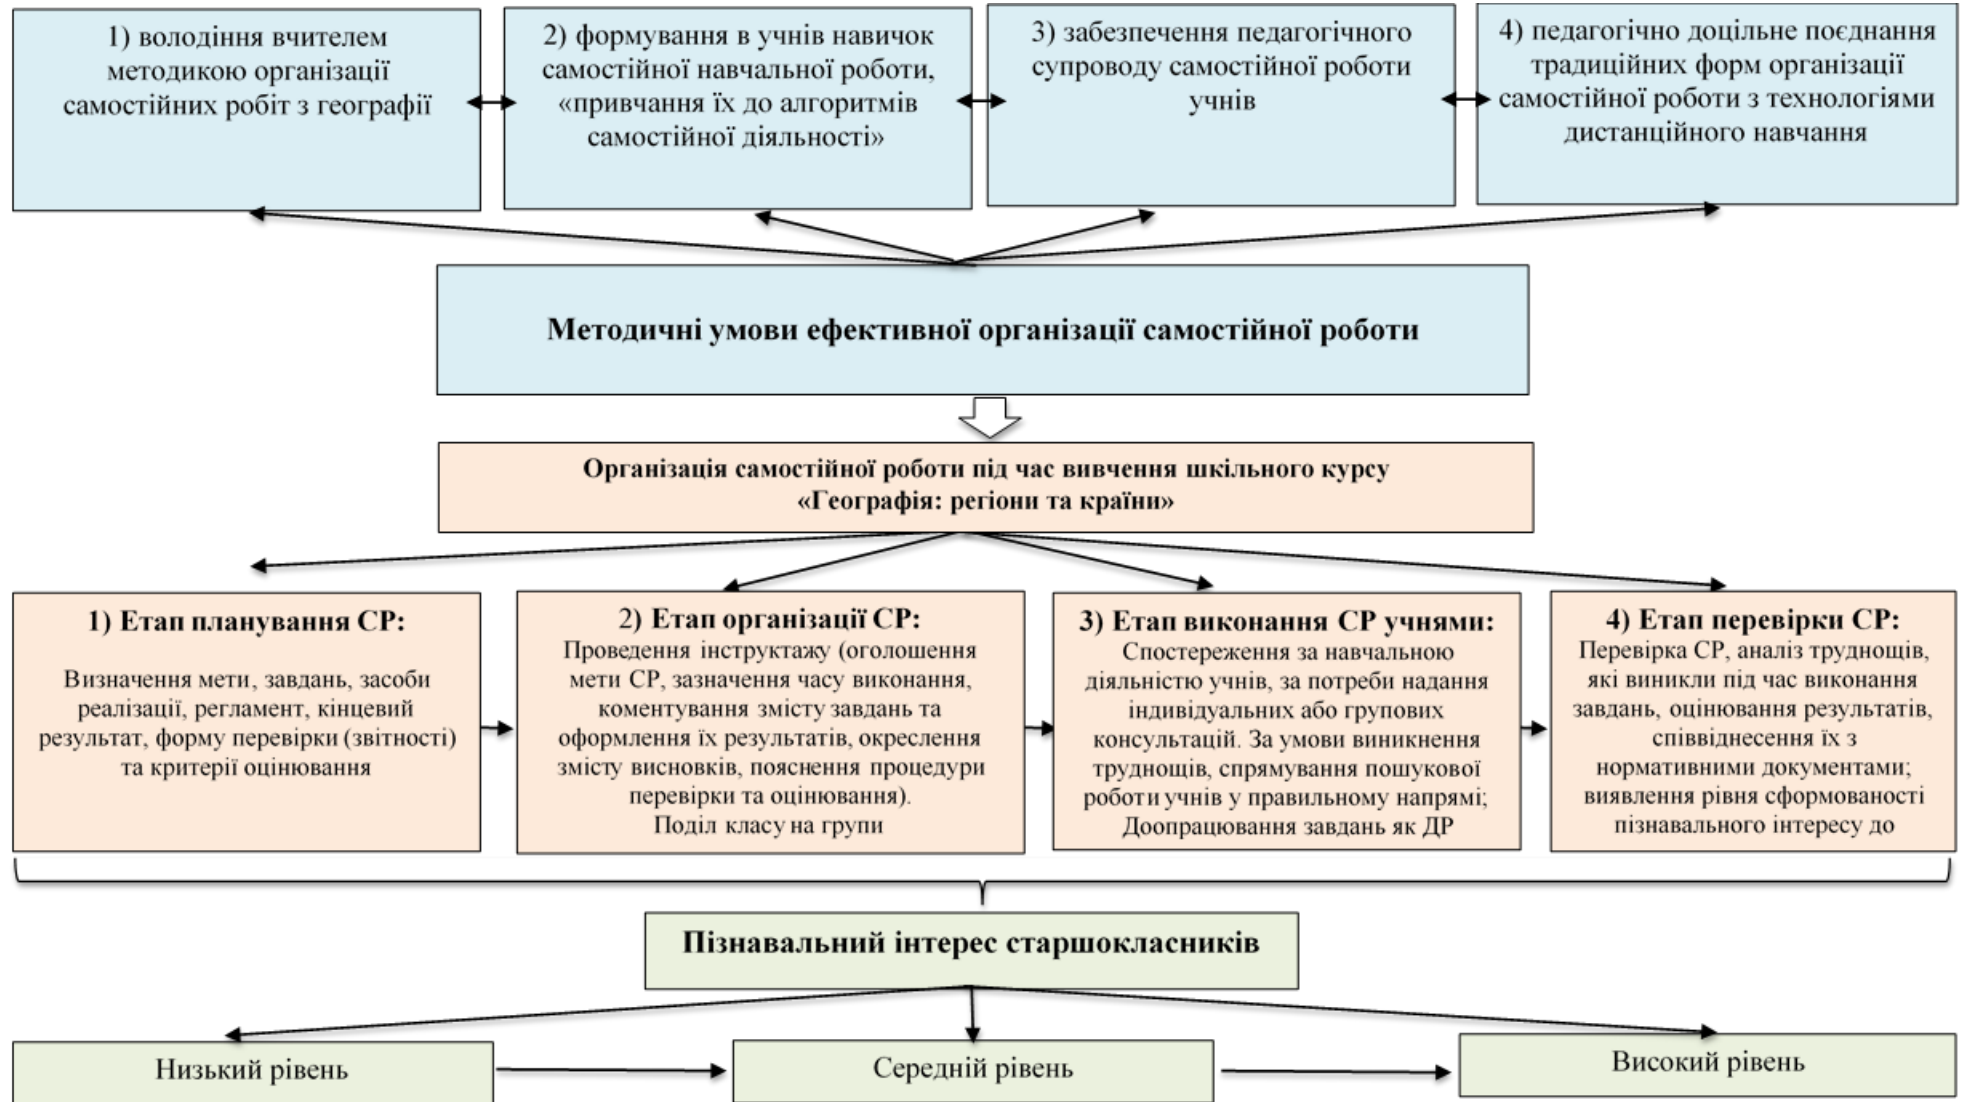 1) володіння вчителем
методикою організації
самостійних робіт з географії
2) формування в учнів навичок
самостійної навчальної роботи,
«привчання їх до алгоритмів
самостійної діяльності»
3) забезпечення педагогічного
супроводу самостійної роботи
учнів
4) педагогічно доцільне поєднання
традиційних форм організації
самостійної роботи з технологіями
дистанційного навчання
Методичні умови ефективної організації самостійної роботи
Організація самостійної роботи під час вивчення шкільного курсу
«Географія: регіони та країни»
1) Етап планування СР:
Визначення мети, завдань, засоби
реалізації, регламент, кінцевий
результат, форму перевірки (звітності)
та критерії оцінювання
2) Етап організації СР:
Проведення інструктажу (оголошення
мети СР, зазначення часу виконання,
коментування змісту завдань та
оформлення їх результатів, окреслення
змісту висновків, пояснення процедури
перевірки та оцінювання).
Поділ класу на групи
3) Етап виконання СР учнями:
Спостереження за навчальною
діяльністю учнів, за потреби надання
індивідуальних або групових
консультацій. За умови виникнення
труднощів, спрямування пошукової
роботи учнів у правильному напрямі;
Доопрацювання завдань як ДР
4) Етап перевірки СР:
Перевірка СР, аналіз труднощів,
які виникли під час виконання
завдань, оцінювання результатів,
співвіднесення їх з
нормативними документами;
виявлення рівня сформованості
пізнавального інтересу до
Пізнавальний інтерес старшокласників
Низький рівень
Середній рівень
Високий рівень